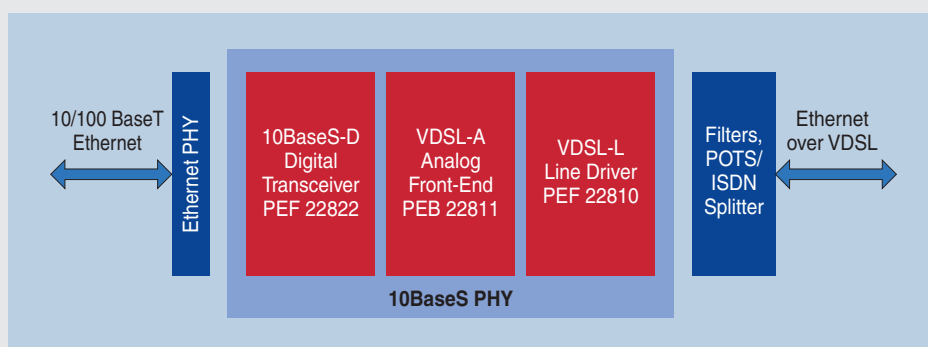 10/100 BaseT
Ethernet
Ethernet PHY
10BaseS-D
Digital
Transceiver
PEF 22822
VDSL-A
Analog
Front-End
PEB 22811
VDSL-L
Line Driver
PEF 22810
10BaseS PHY
Filters,
POTS/
ISDN
Splitter
Ethernet
over VDSL